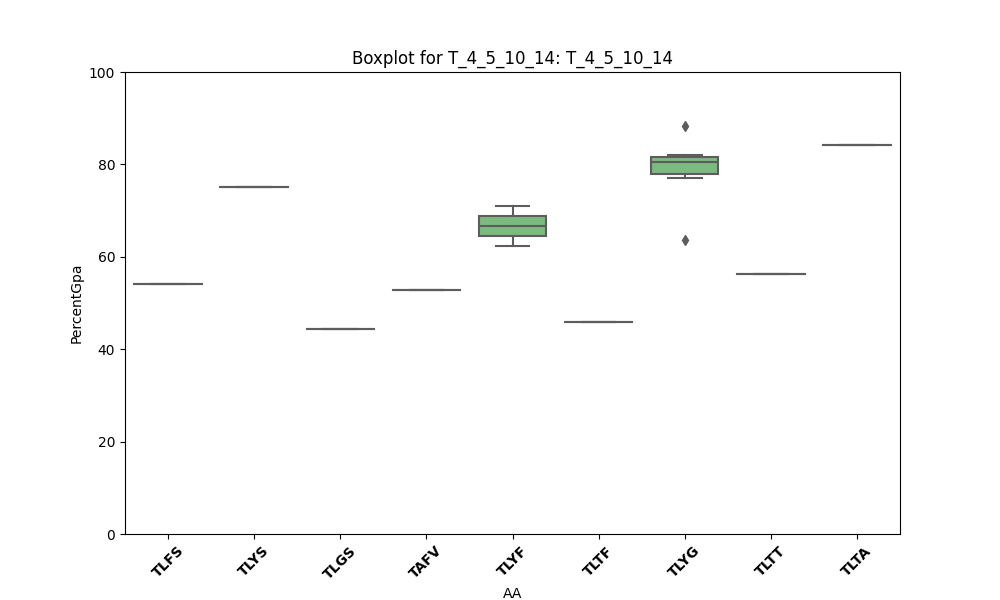 Boxplot for T_4_5_10_14: T_4_5_10_14
100
80
60
40
20
0
PercentGpa
TLFS
TLYS
TLGS
TAFV
TLYF
TLTF
TLYG
TLTT
TLTA
AA